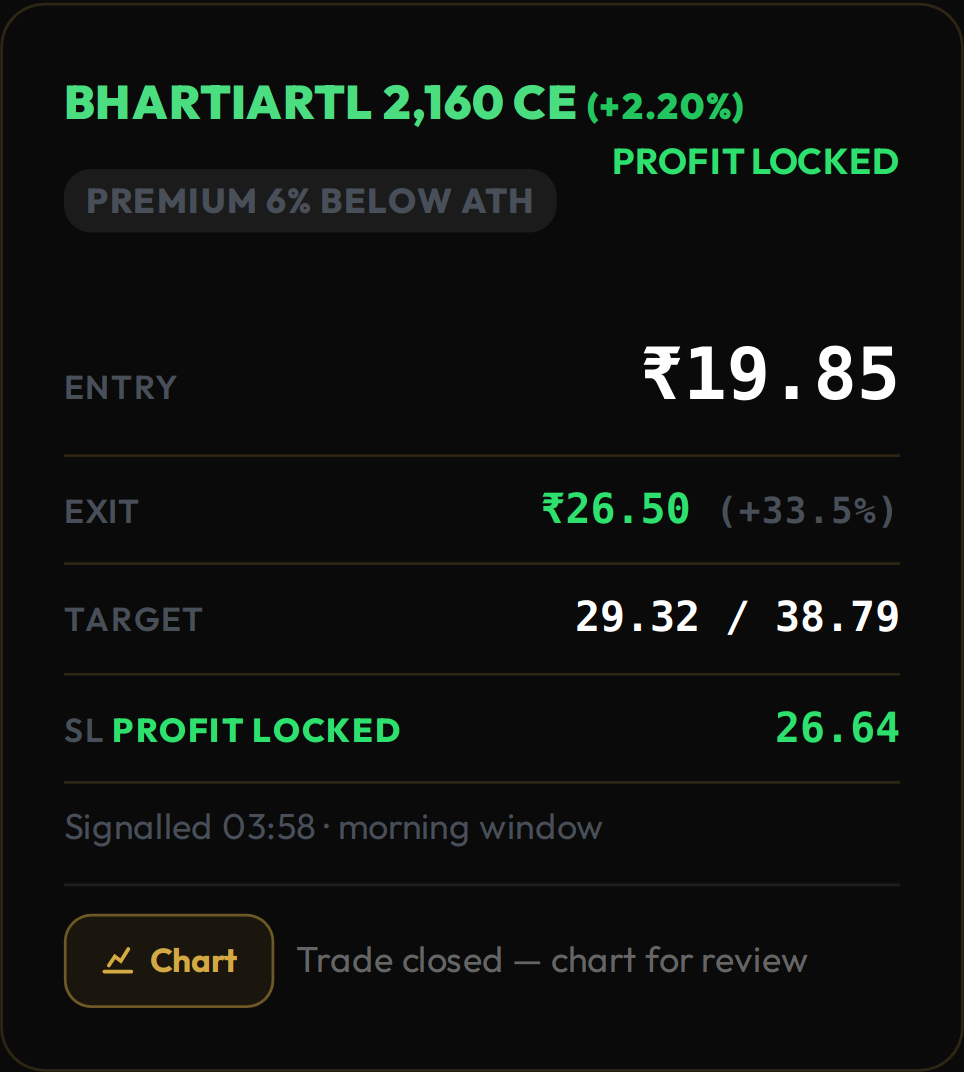 BHARTIARTL 2,160 CE (+2.20%)
PROFIT LOCKED
PREMIUM 6% BELOW ATH
ENTRY ₹19.85
EXIT ₹26.50 (+33.5%)
TARGET 29.32 / 38.79
SL PROFIT LOCKED 26.64
Signalled 03:58 · morning window
Chart Trade closed — chart for review